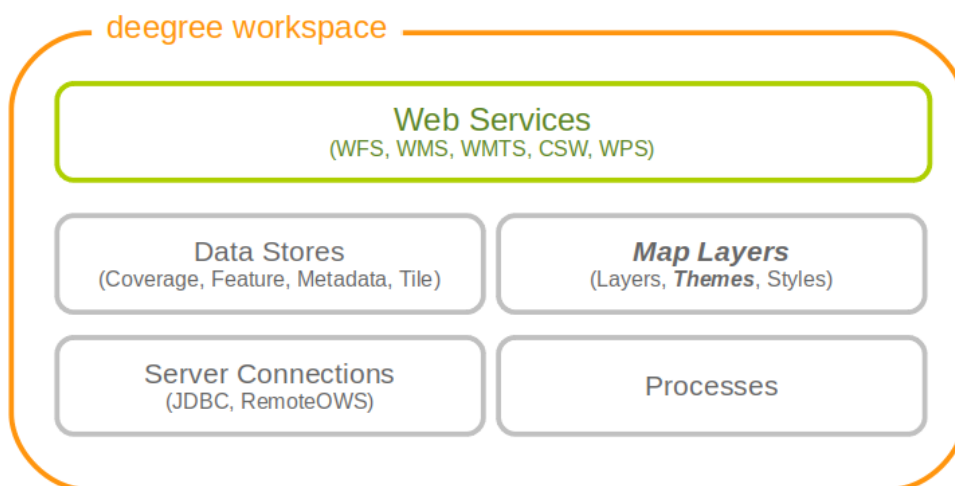 deegree workspace
Web Services
(WFS, WMS, WMTS, CSW, WPS)
Data Stores
(Coverage, Feature, Metadata, Tile)
Map Layers
(Layers, Themes, Styles)
Server Connections
(JDBC, RemoteOWS)
Processes